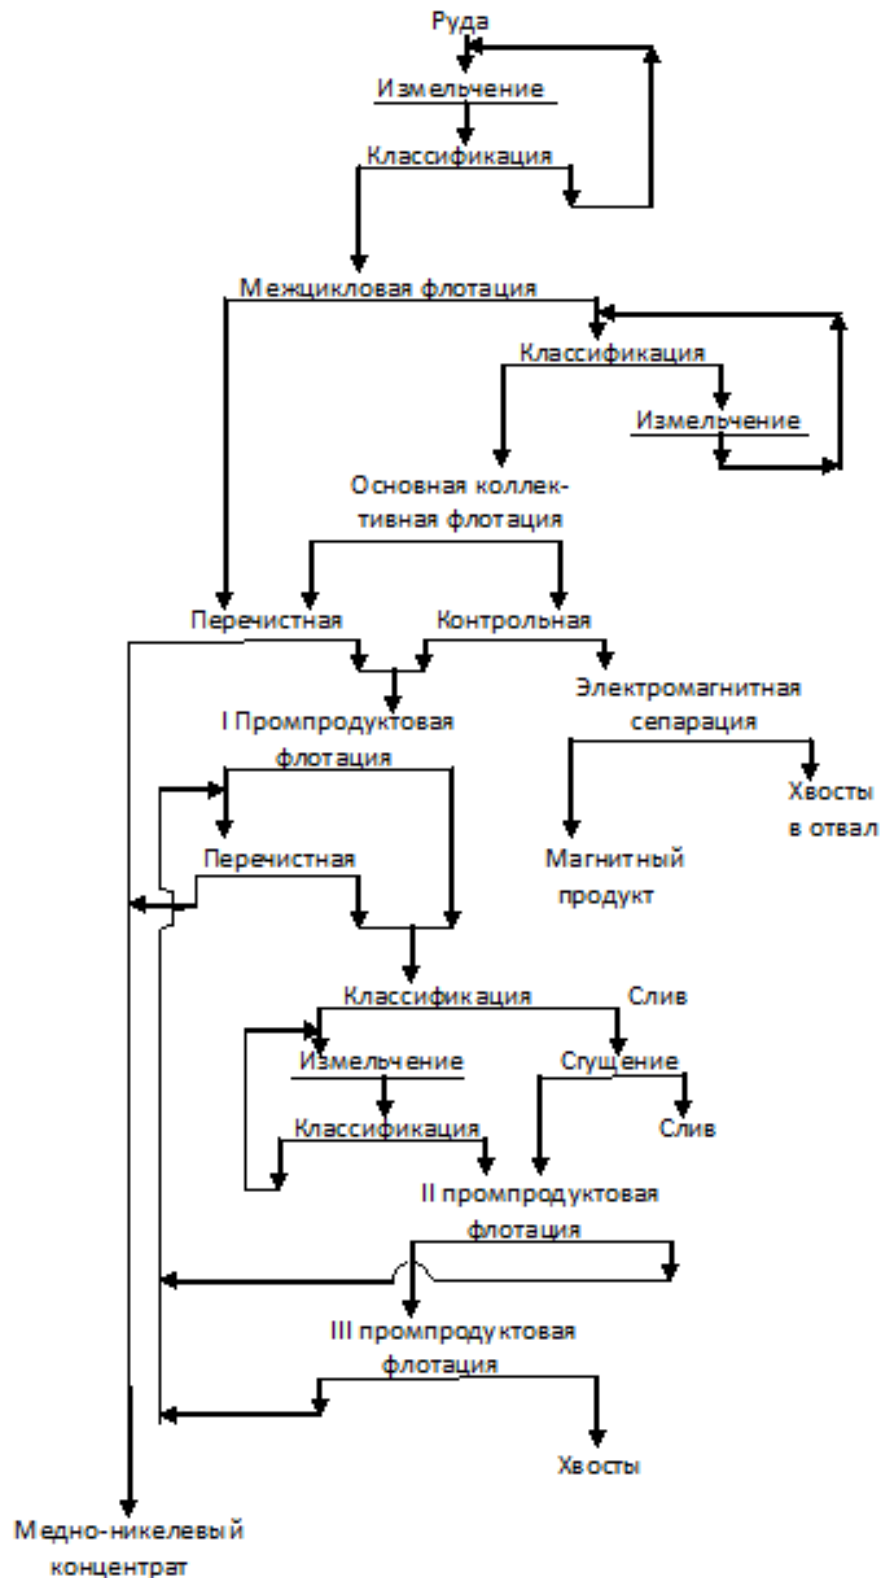 Руда
Измельчение
Классификация
Межцикловая флотация
Классификация
Измельчение
Основная коллек-
тивная флотация
Перечистная
Контрольная
Электромагнитная
сепарация
I Промпродуктовая
флотация
Хвосты
в отвал
Перечистная
Магнитный
продукт
Классификация
Слив
Измельчение
Сгущение
Классификация
Слив
II промпродуктовая
флотация
III промпродуктовая
флотация
Хвосты
Медно-никелевый
концентрат